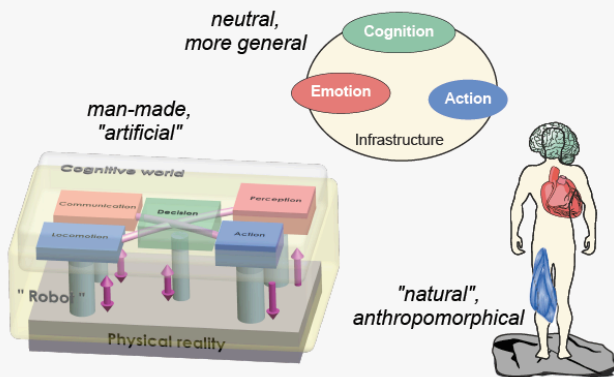 neutral,
more general
Cognition
Emotion
Action
Infrastructure
man-made,
"artificial"
Cognitive world
Communication
Perception
Decision
Locomotion
Action
" Robot "
Physical reality
"natural",
anthropomorphical